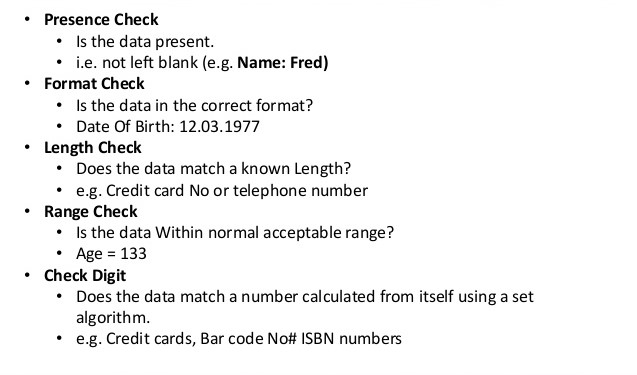 • Presence Check
• Is the data present.
• i.e. not left blank (e.g. Name: Fred)
• Format Check
• Is the data in the correct format?
• Date Of Birth: 12.03.1977
• Length Check
• Does the data match a known Length?
• e.g. Credit card No or telephone number
• Range Check
• Is the data Within normal acceptable range?
• Age = 133
• Check Digit
• Does the data match a number calculated from itself using a set
algorithm.
• e.g. Credit cards, Bar code No# ISBN numbers